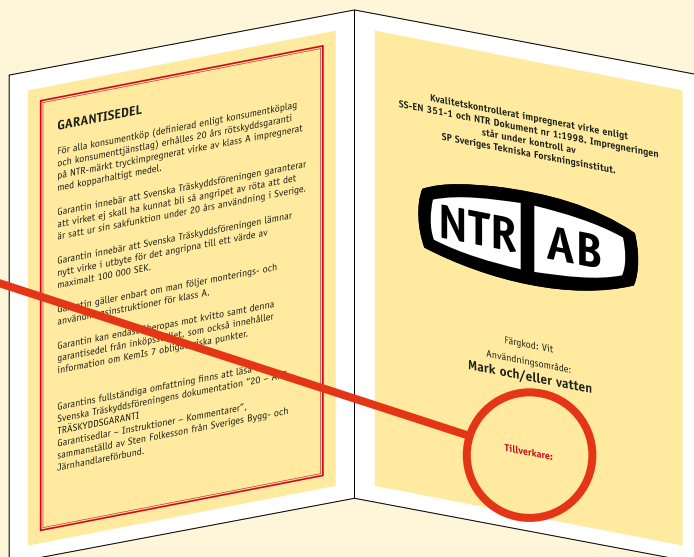 GARANTISEDEL
För alla konsumentköp (definierad enligt konsumentköplag
och konsumenttjänstlag) erhålles 20 års rötskyddsgaranti
på NTR-märkt tryckimpregnerat virke av klass A impregnerat
med kopparhaltigt medel.
Garantin innebär att Svenska Träskyddsföreningen garanterar
att virket ej skall ha kunnat bli så angripet av röta att det
är satt ur sin sakfunktion under 20 års användning i Sverige.
Garantin innebär att Svenska Träskyddsföreningen lämnar
nytt virke i utbyte för det angripna till ett värde av
maximalt 100 000 SEK.
gäller enbart om man följer monterings- och
för klass A.
Garantin kan mot kvitto samt denna
garantisedel från som också innehåller
information om KemIs 7 punkter.
Garantins fullständiga omfattning finns att läsa
Svenska Träskyddsföreningens dokumentation "20 –
TRÄSKYDDSGARANTI
Garantisedlar – Instruktioner – Kommentarer",
sammanställd av Sten Folkesson från Sveriges Bygg- och
Järnhandlareförbund.
Kvalitetskontrollerat impregnerat virke enligt
SS-EN 351-1 och NTR Dokument nr 1:1998. Impregneringen
står under kontroll av
SP Sveriges Tekniska Forskningsinstitut.
NTR AB
Färgkod: Vit
Användningsområde:
Mark och/eller vatten
Tillverkare: